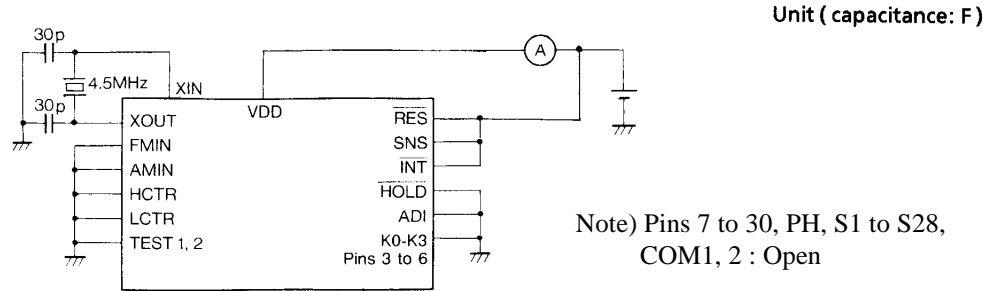 Unit ( capacitance: F )
30p
A
4.5MHz
XIN
30p
VDD
XOUT
RES
FMIN
SNS
AMIN
INT
HCTR
HOLD
LCTR
ADI
TEST 1, 2
K0-K3
Pins 3 to 6
Note) Pins 7 to 30, PH, S1 to S28,
COM1, 2 : Open